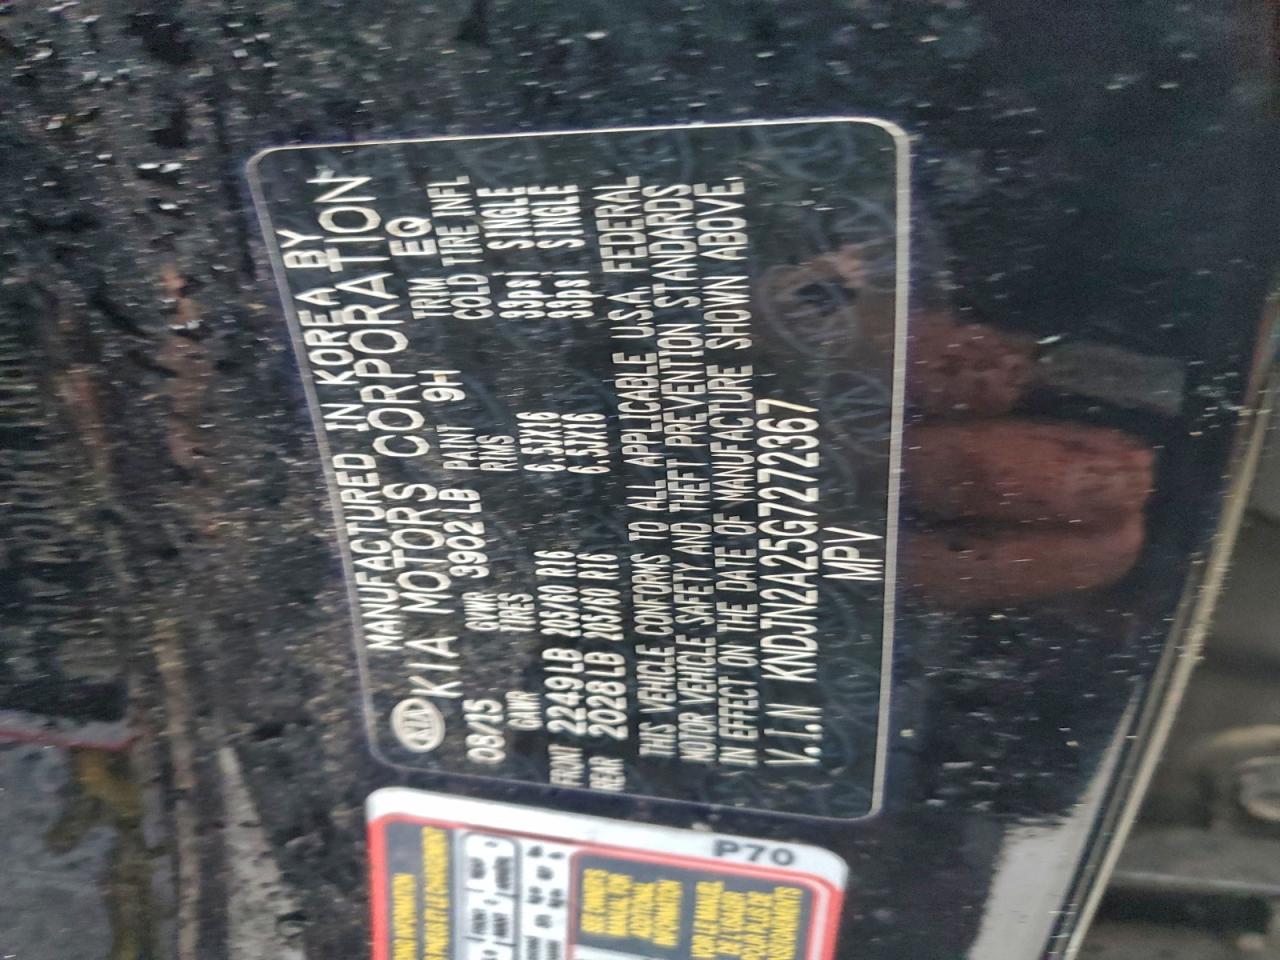 MANUFACTURED IN KOREA BY
KIA KIA MOTORS CORPORATION
08/15 GVWR 3902LB PAINT 9H TRIM EQ
GAWR TIRES RIMS COLD TIRE INFL
FRONT 2249LB 205/60 R16 6.5JX16 33psi SINGLE
REAR 2028LB 205/60 R16 6.5JX16 33psi SINGLE
THIS VEHICLE CONFORMS TO ALL APPLICABLE U.S.A. FEDERAL
MOTOR VEHICLE SAFETY AND THEFT PREVENTION STANDARDS
IN EFFECT ON THE DATE OF MANUFACTURE SHOWN ABOVE.
V.I.N KNDJN2A25G7272367
MPV
P70